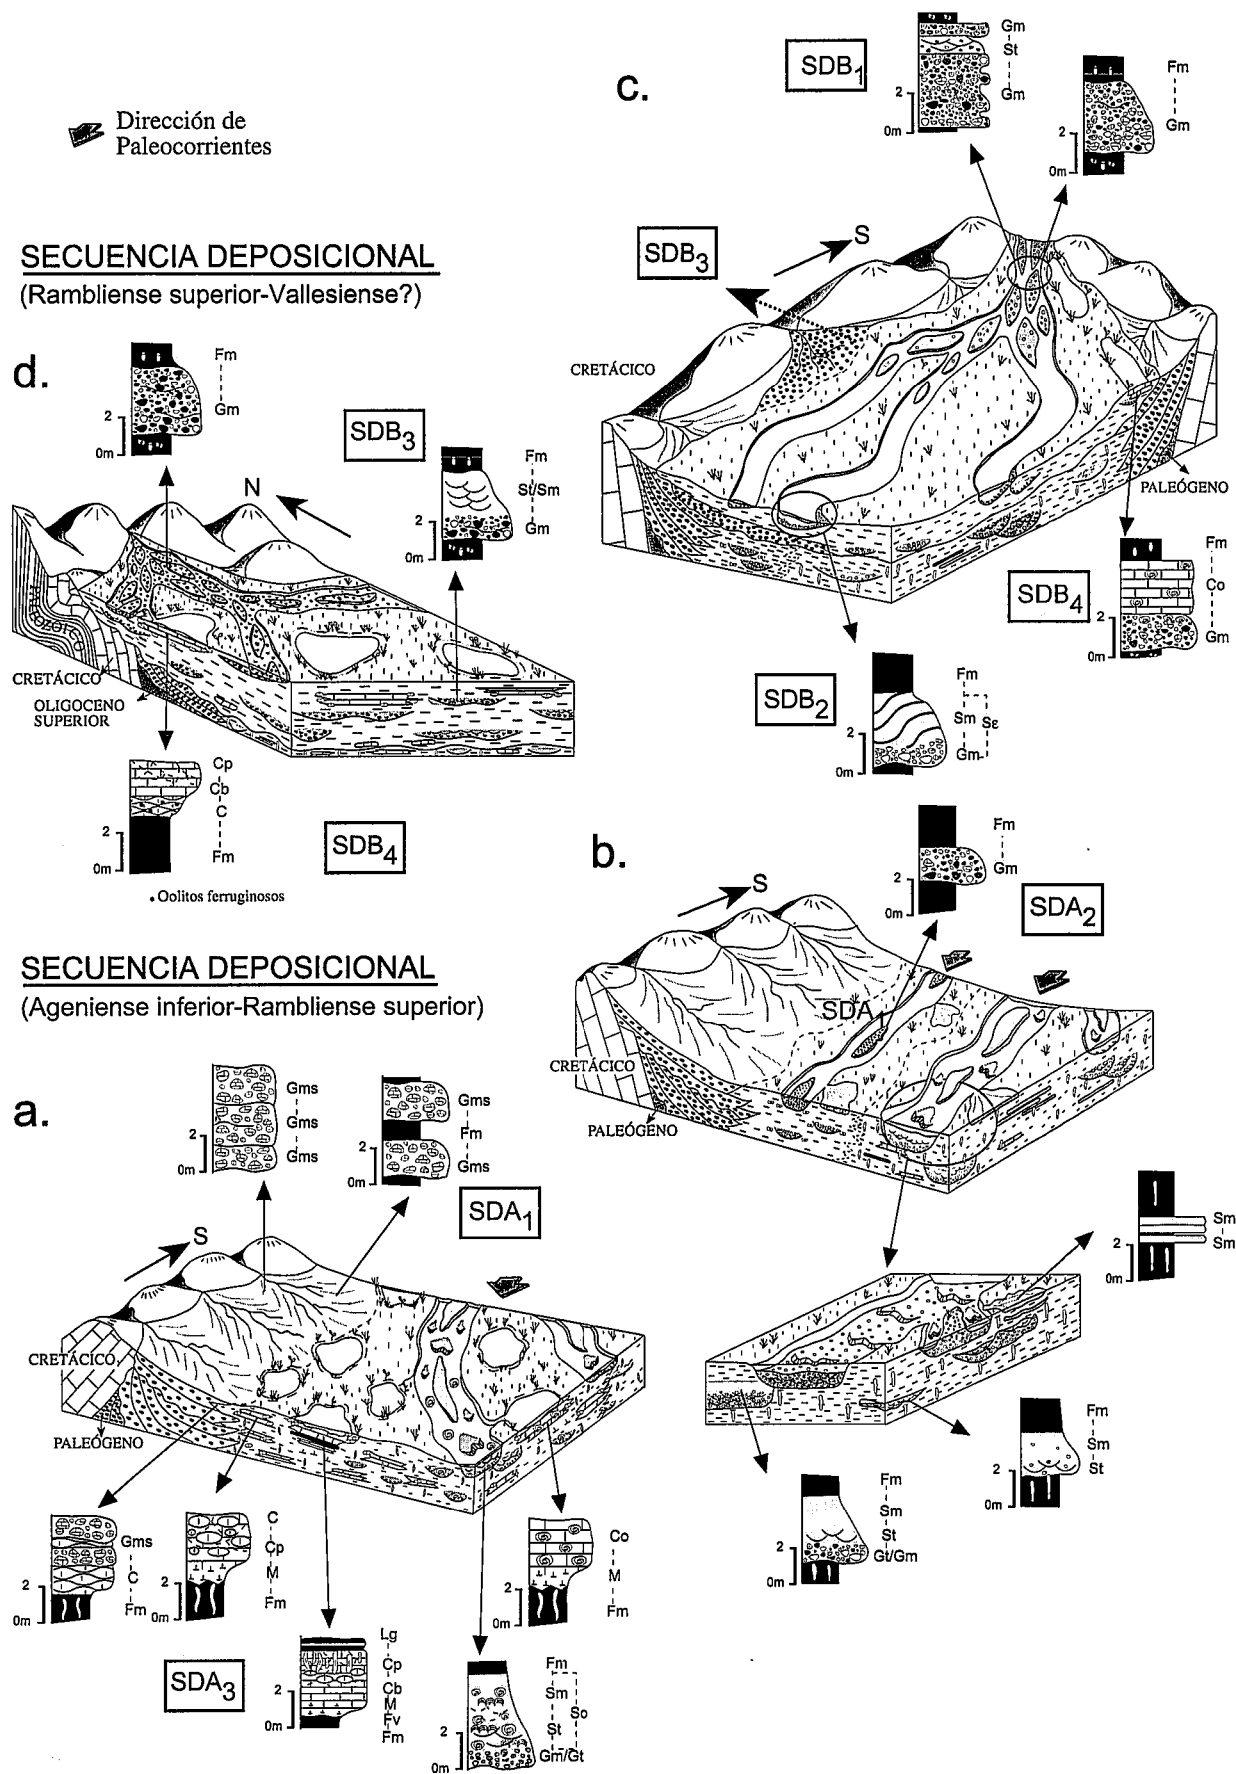 Dirección de
Paleocorrientes
SECUENCIA DEPOSICIONAL
(Rambliense superior-Vallesiense?)
c.
SDB1
Gm
St
Gm
2
0m
Fm
Gm
2
0m
SDB3
S
CRETÁCICO
PALEÓGENO
SDB4
Fm
Co
Gm
2
0m
SDB2
Fm
Sm
Sε
Gm
2
0m
d.
Fm
Gm
2
0m
SDB3
Fm
St/Sm
Gm
2
0m
N
CRETÁCICO
OLIGOCENO
SUPERIOR
Cp
Cb
C
Fm
2
0m
SDB4
• Oolitos ferruginosos
SECUENCIA DEPOSICIONAL
(Ageniense inferior-Rambliense superior)
b.
Fm
Gm
2
0m
SDA2
S
SDA1
CRETÁCICO
PALEÓGENO
Sm
Sm
2
0m
Fm
Sm
St
2
0m
Fm
Sm
St
Gt/Gm
2
0m
a.
Gms
Gms
Gms
2
0m
Gms
Fm
Gms
2
0m
SDA1
S
CRETÁCICO
PALEÓGENO
Gms
C
Fm
2
0m
C
Cp
M
Fm
2
0m
Co
M
Fm
2
0m
SDA3
Lg
Cp
Cb
M
Fv
Fm
2
0m
Fm
Sm
So
St
Gm/Gt
2
0m